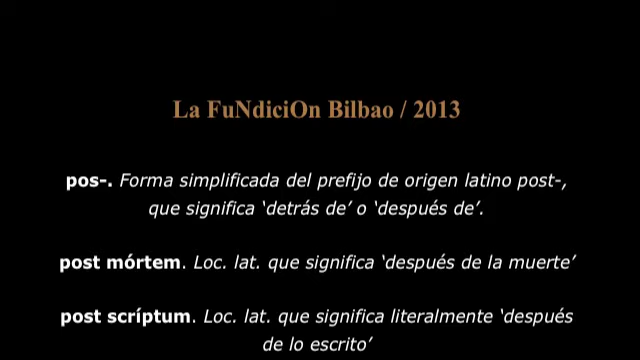 La FuNdiciOn Bilbao / 2013
pos-. Forma simplificada del prefijo de origen latino post-,
que significa ‘detrás de’ o ‘después de’.
post mórtem. Loc. lat. que significa ‘después de la muerte’
post scríptum. Loc. lat. que significa literalmente ‘después
de lo escrito’